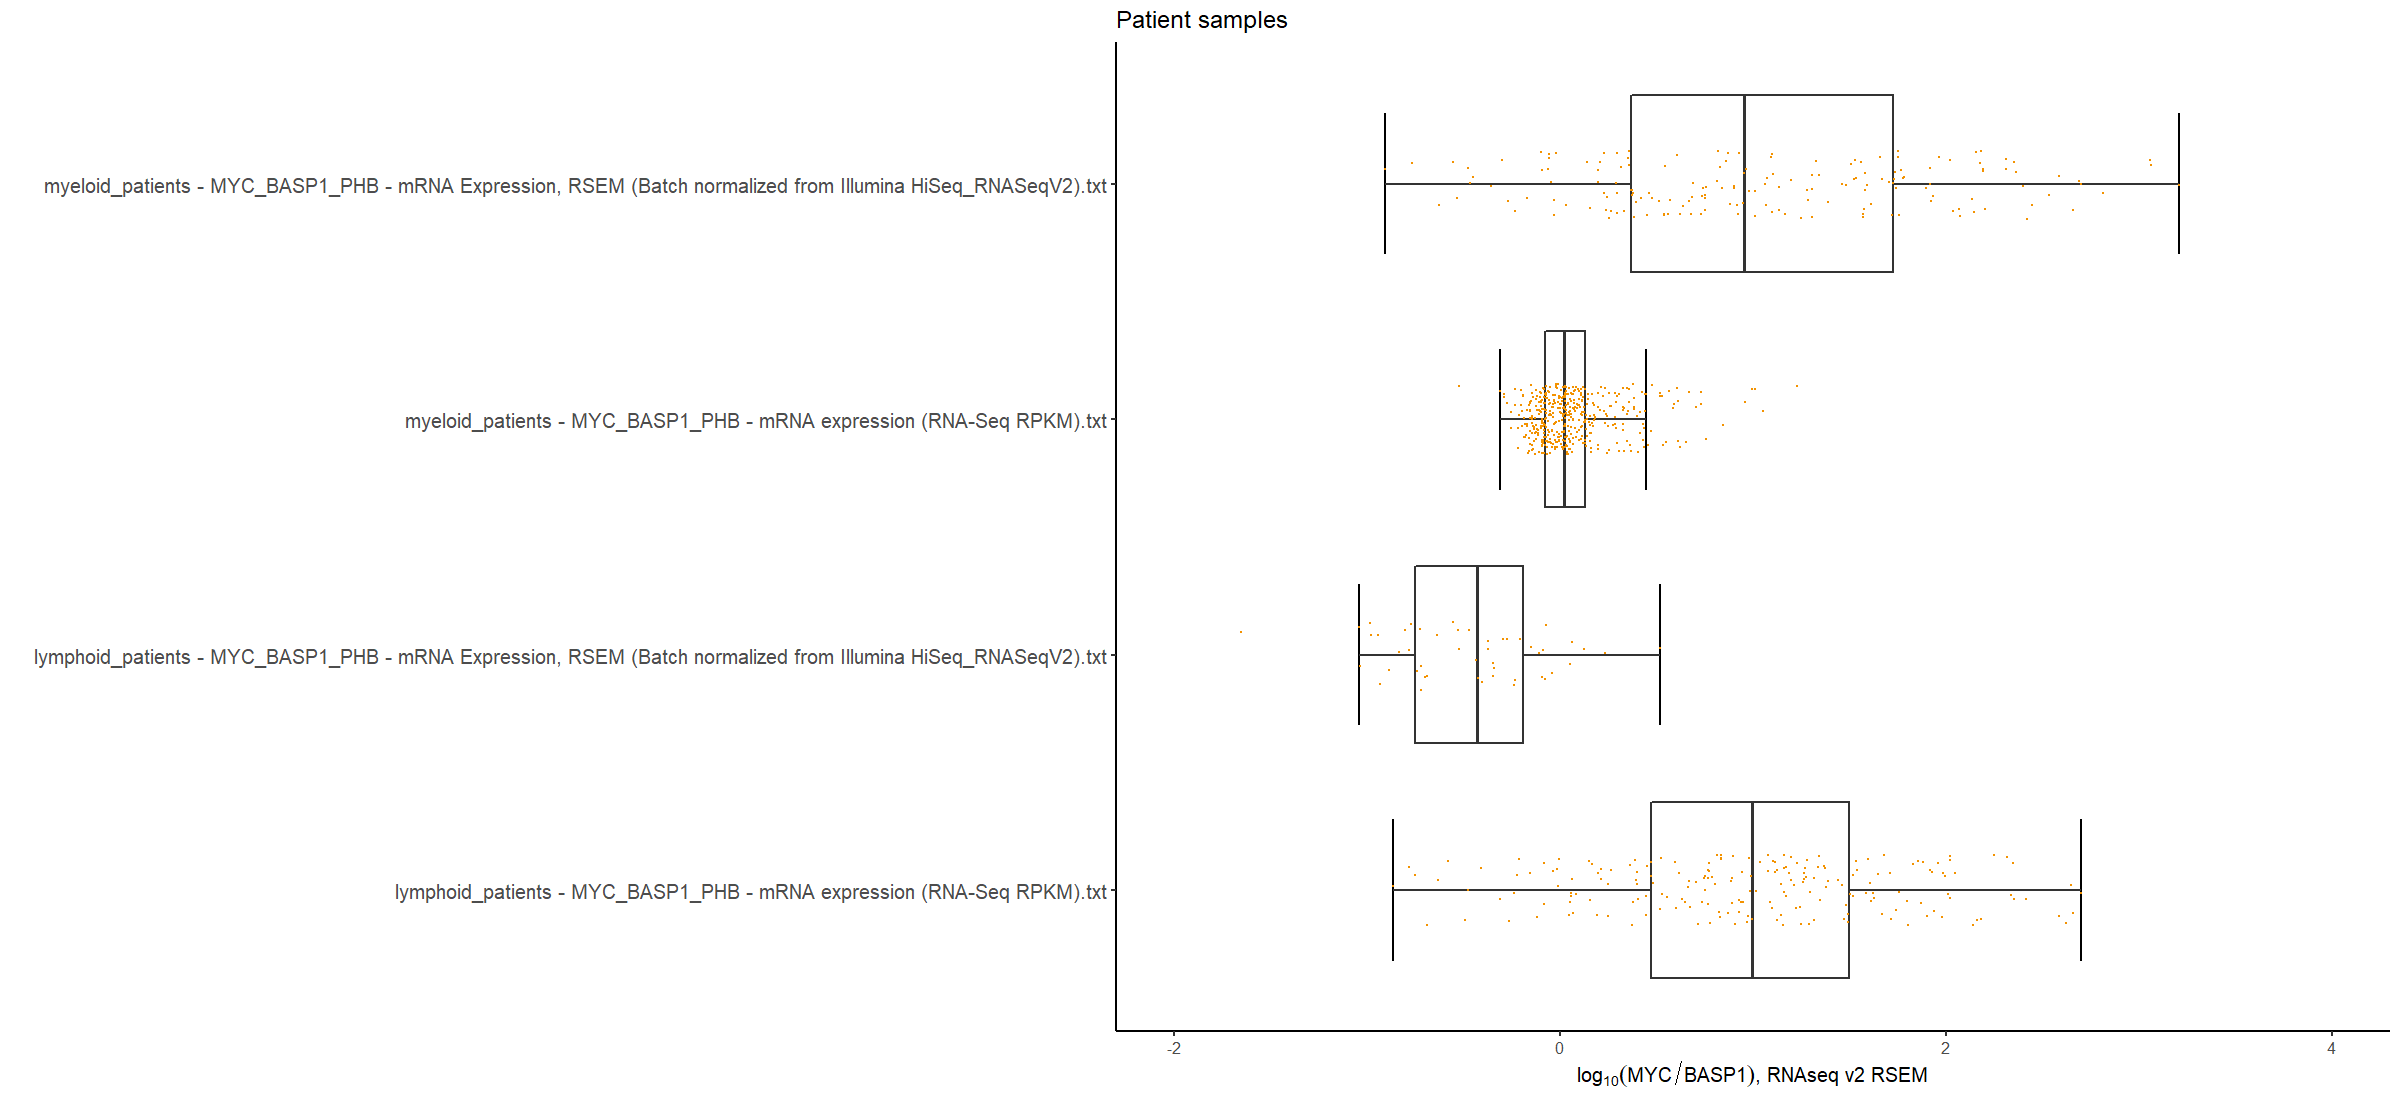 Patient samples
myeloid_patients - MYC_BASP1_PHB - mRNA Expression, RSEM (Batch normalized from Illumina HiSeq_RNASeqV2).txt
myeloid_patients - MYC_BASP1_PHB - mRNA expression (RNA-Seq RPKM).txt
lymphoid_patients - MYC_BASP1_PHB - mRNA Expression, RSEM (Batch normalized from Illumina HiSeq_RNASeqV2).txt
lymphoid_patients - MYC_BASP1_PHB - mRNA expression (RNA-Seq RPKM).txt
-2 0 2 4
log₁₀(MYC/BASP1), RNAseq v2 RSEM